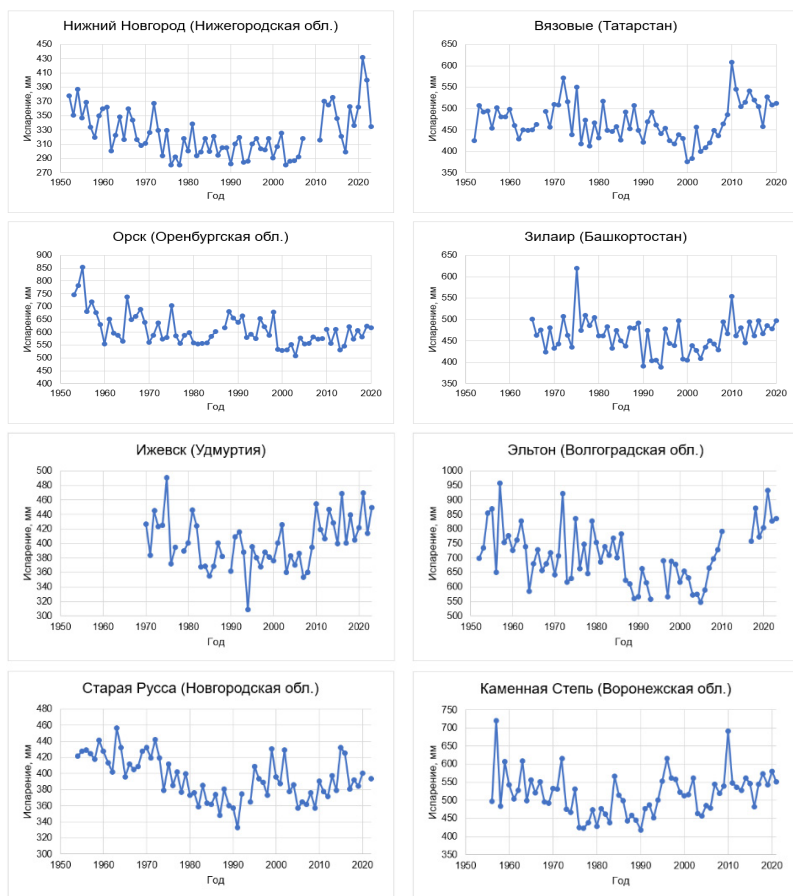 Нижний Новгород (Нижегородская обл.)
450
430
410
390
370
350
330
310
290
270
Испарение, мм
1950 1960 1970 1980 1990 2000 2010 2020
Год
Вязовые (Татарстан)
650
600
550
500
450
400
350
Испарение, мм
1950 1960 1970 1980 1990 2000 2010 2020
Год
Орск (Оренбургская обл.)
900
850
800
750
700
650
600
550
500
450
400
Испарение, мм
1950 1960 1970 1980 1990 2000 2010 2020
Год
Зилаир (Башкортостан)
650
600
550
500
450
400
350
Испарение, мм
1950 1960 1970 1980 1990 2000 2010 2020
Год
Ижевск (Удмуртия)
500
480
460
440
420
400
380
360
340
320
300
Испарение, мм
1950 1960 1970 1980 1990 2000 2010 2020
Год
Эльтон (Волгоградская обл.)
1000
950
900
850
800
750
700
650
600
550
500
Испарение, мм
1950 1960 1970 1980 1990 2000 2010 2020
Год
Старая Русса (Новгородская обл.)
480
460
440
420
400
380
360
340
320
300
Испарение, мм
1950 1960 1970 1980 1990 2000 2010 2020
Год
Каменная Степь (Воронежская обл.)
750
700
650
600
550
500
450
400
350
Испарение, мм
1950 1960 1970 1980 1990 2000 2010 2020
Год